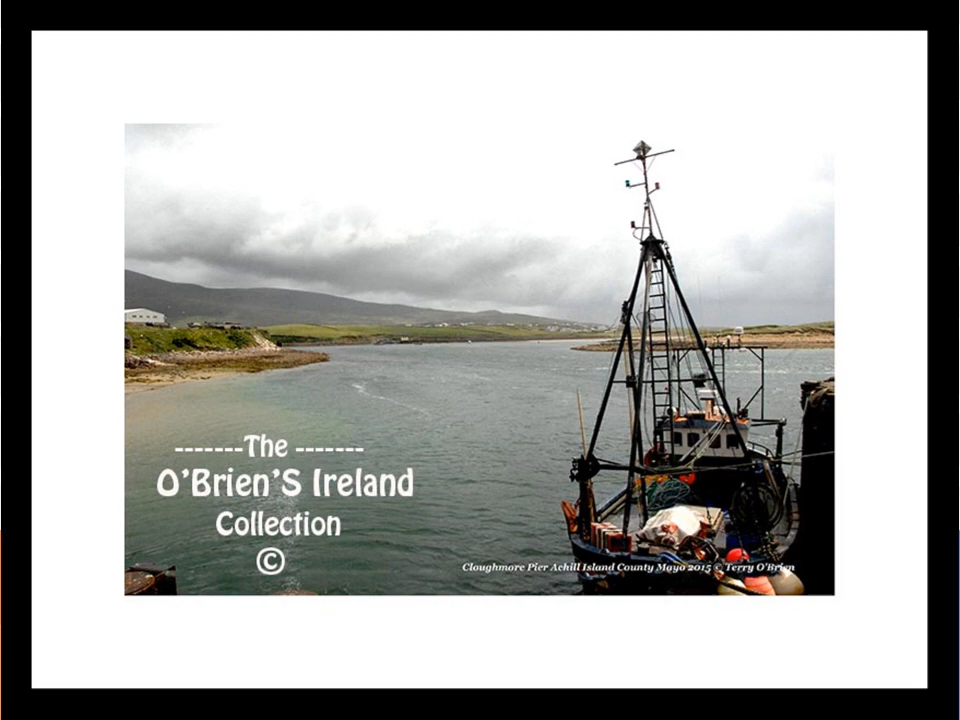 -------The -------
O'Brien'S Ireland
Collection
©
Cloughmore Pier Achill Island County Mayo 2015 © Terry O'Brien